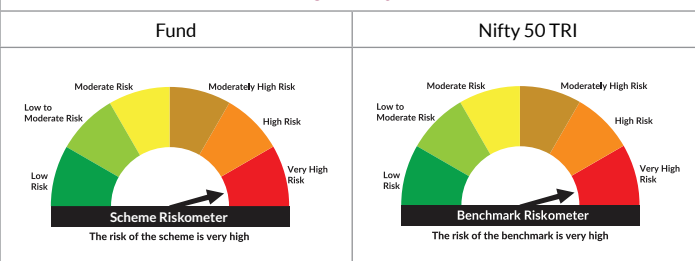 Fund
Moderate Risk
Moderately High Risk
Low to
Moderate Risk
High Risk
Low
Risk
Very High
Risk
Scheme Riskometer
The risk of the scheme is very high
Nifty 50 TRI
Moderate Risk
Moderately High Risk
Low to
Moderate Risk
High Risk
Low
Risk
Very High
Risk
Benchmark Riskometer
The risk of the benchmark is very high